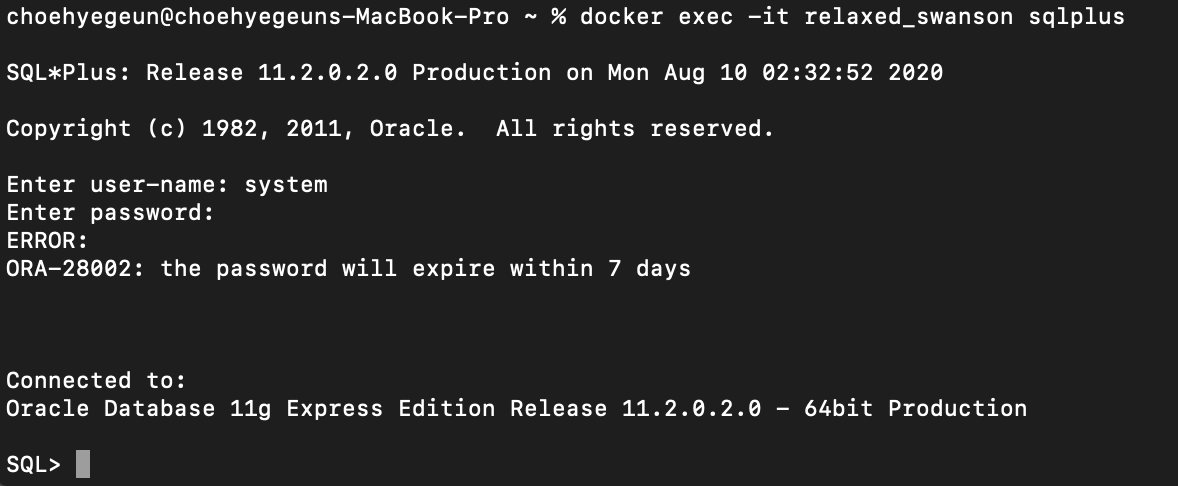 choehyegeun@choehyegeuns-MacBook-Pro ~ % docker exec -it relaxed_swanson sqlplus
SQL*Plus: Release 11.2.0.2.0 Production on Mon Aug 10 02:32:52 2020
Copyright (c) 1982, 2011, Oracle.  All rights reserved.
Enter user-name: system
Enter password:
ERROR:
ORA-28002: the password will expire within 7 days
Connected to:
Oracle Database 11g Express Edition Release 11.2.0.2.0 - 64bit Production
SQL>